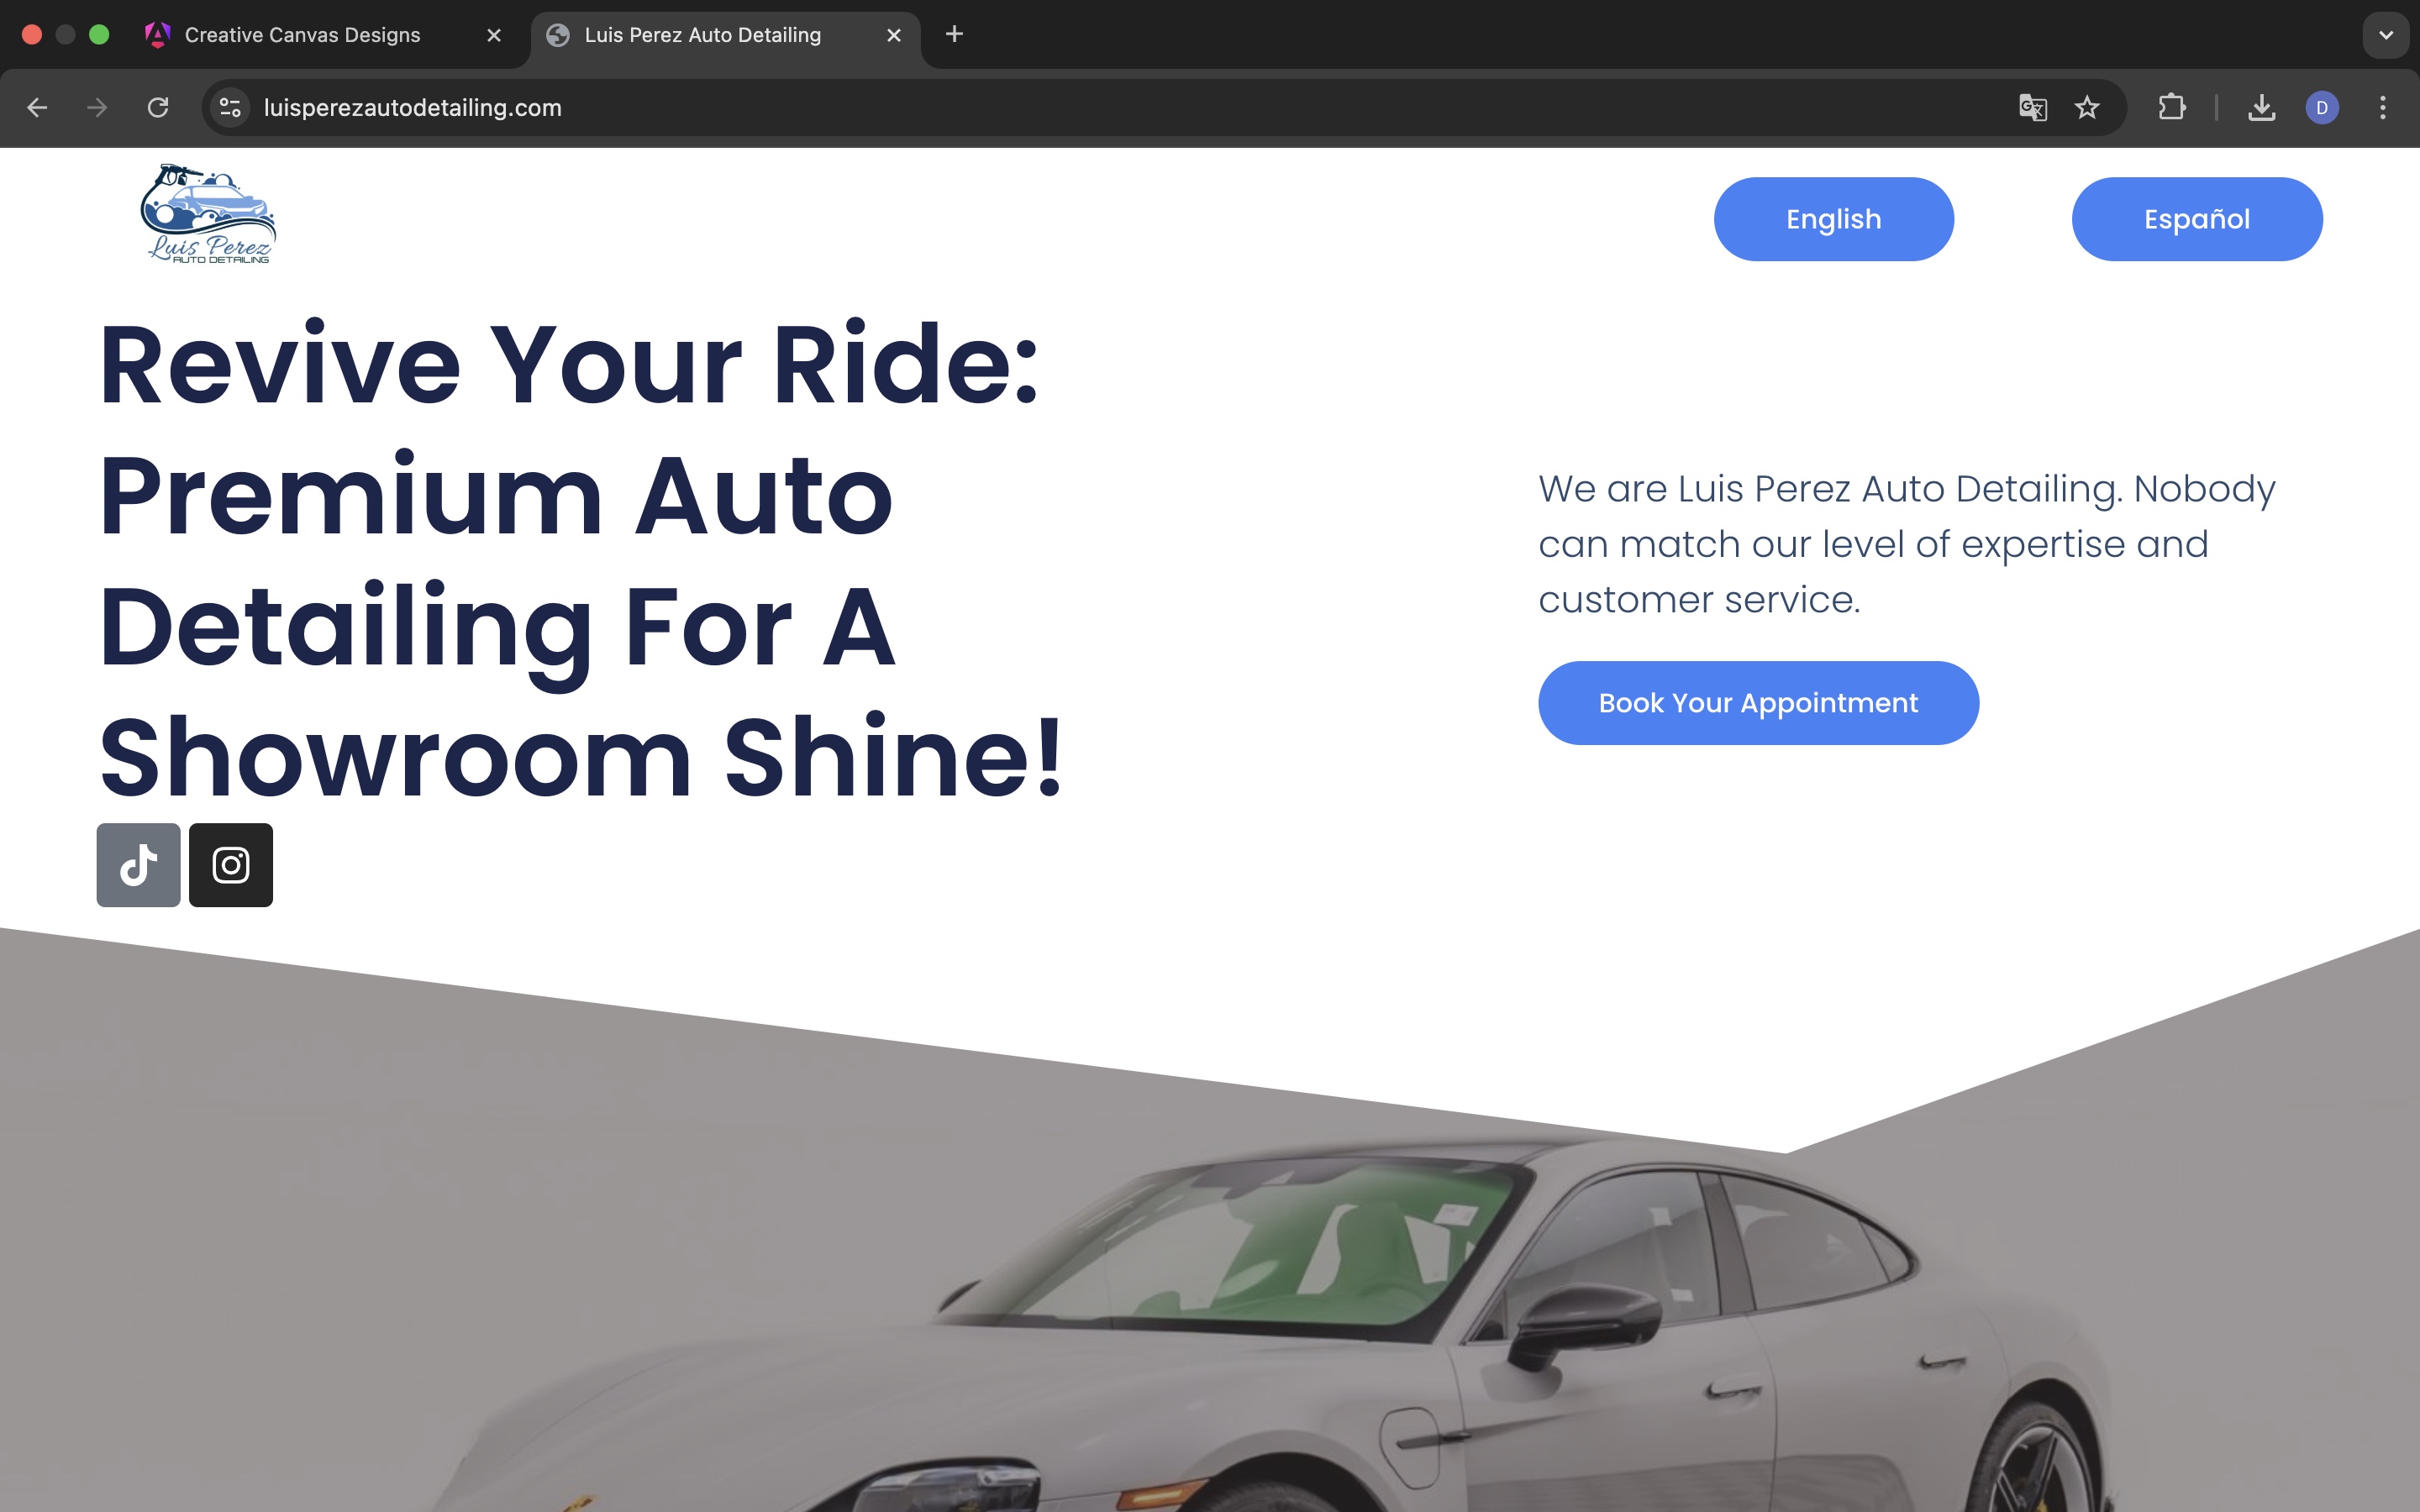 Creative Canvas Designs
Luis Perez Auto Detailing
luisperezautodetailing.com
D
Luis Perez
AUTO DETAILING
English
Español
Revive Your Ride:
Premium Auto
Detailing For A
Showroom Shine!
We are Luis Perez Auto Detailing. Nobody
can match our level of expertise and
customer service.
Book Your Appointment